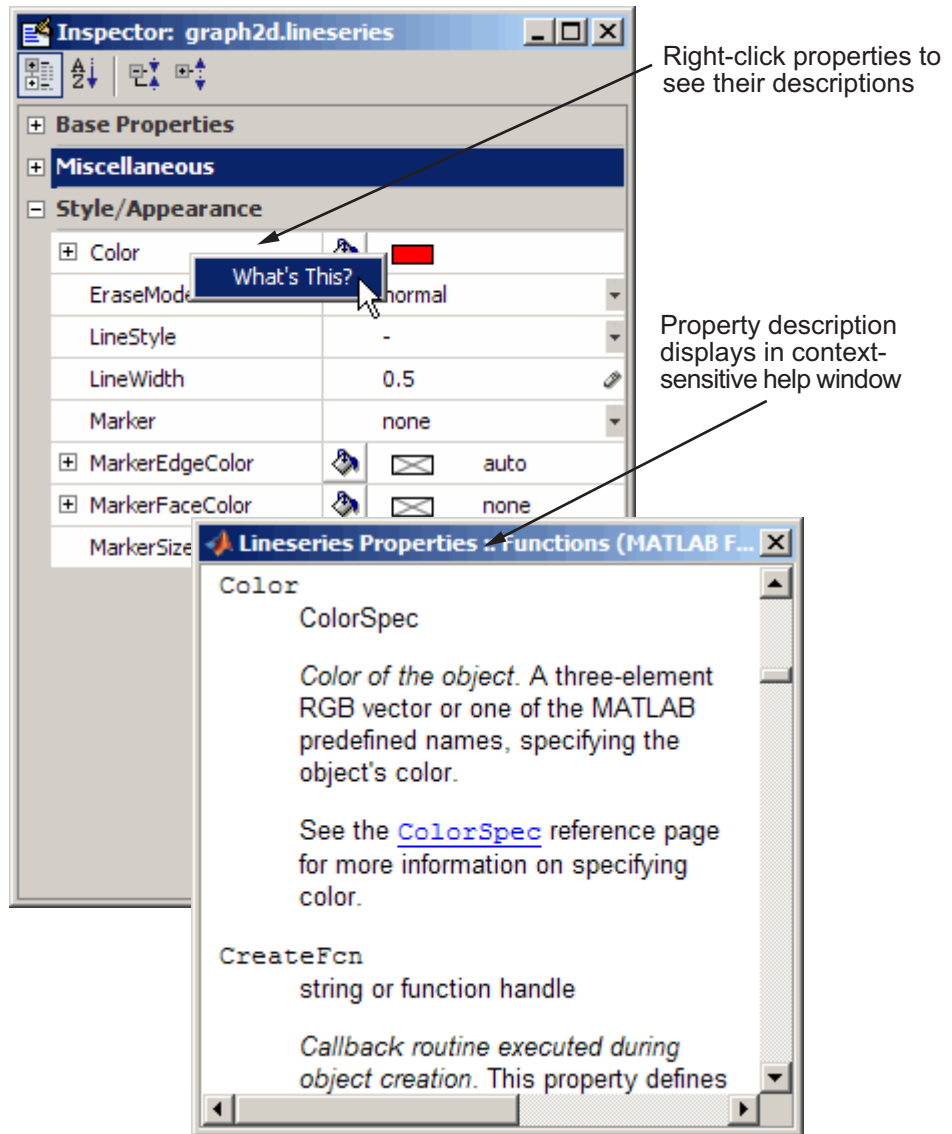 Inspector: graph2d.lineseries
Right-click properties to
see their descriptions
Base Properties
Miscellaneous
Style/Appearance
Color
What's This?
EraseMode normal
LineStyle -
LineWidth 0.5
Marker none
MarkerEdgeColor auto
MarkerFaceColor none
MarkerSize
Property description
displays in context-
sensitive help window
Lineseries Properties :: Functions (MATLAB F...
Color
ColorSpec
Color of the object. A three-element
RGB vector or one of the MATLAB
predefined names, specifying the
object's color.
See the ColorSpec reference page
for more information on specifying
color.
CreateFcn
string or function handle
Callback routine executed during
object creation. This property defines